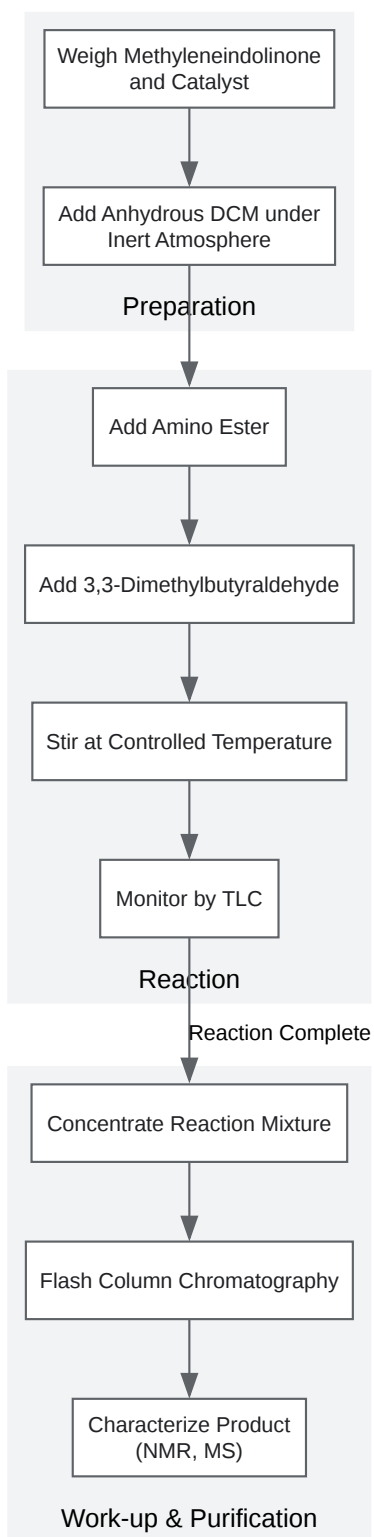 Weigh Methyleneindolinone
and Catalyst
Add Anhydrous DCM under
Inert Atmosphere
Preparation
Add Amino Ester
Add 3,3-Dimethylbutyraldehyde
Stir at Controlled Temperature
Monitor by TLC
Reaction
Reaction Complete
Concentrate Reaction Mixture
Flash Column Chromatography
Characterize Product
(NMR, MS)
Work-up & Purification